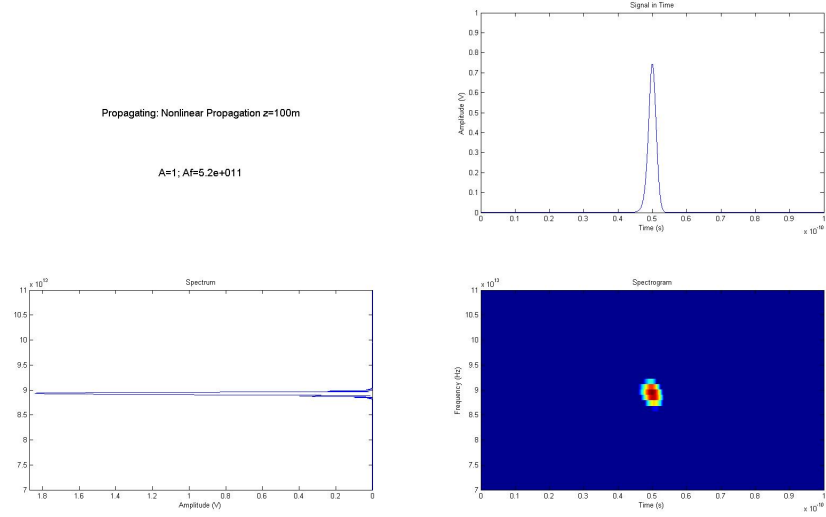 Signal in Time
1
0.9
0.8
0.7
0.6
0.5
0.4
0.3
0.2
0.1
0
Amplitude (V)
0 0.1 0.2 0.3 0.4 0.5 0.6 0.7 0.8 0.9 1
Time (s)
x 10^-10
Propagating: Nonlinear Propagation z=100m
A=1; Af=5.2e+011
x 10^13
Spectrum
11
10.5
10
9.5
9
8.5
8
7.5
7
1.8 1.6 1.4 1.2 1 0.8 0.6 0.4 0.2 0
Amplitude (V)
x 10^13
Spectrogram
11
10.5
10
9.5
9
8.5
8
7.5
7
Frequency (Hz)
0 0.1 0.2 0.3 0.4 0.5 0.6 0.7 0.8 0.9 1
Time (s)
x 10^-10